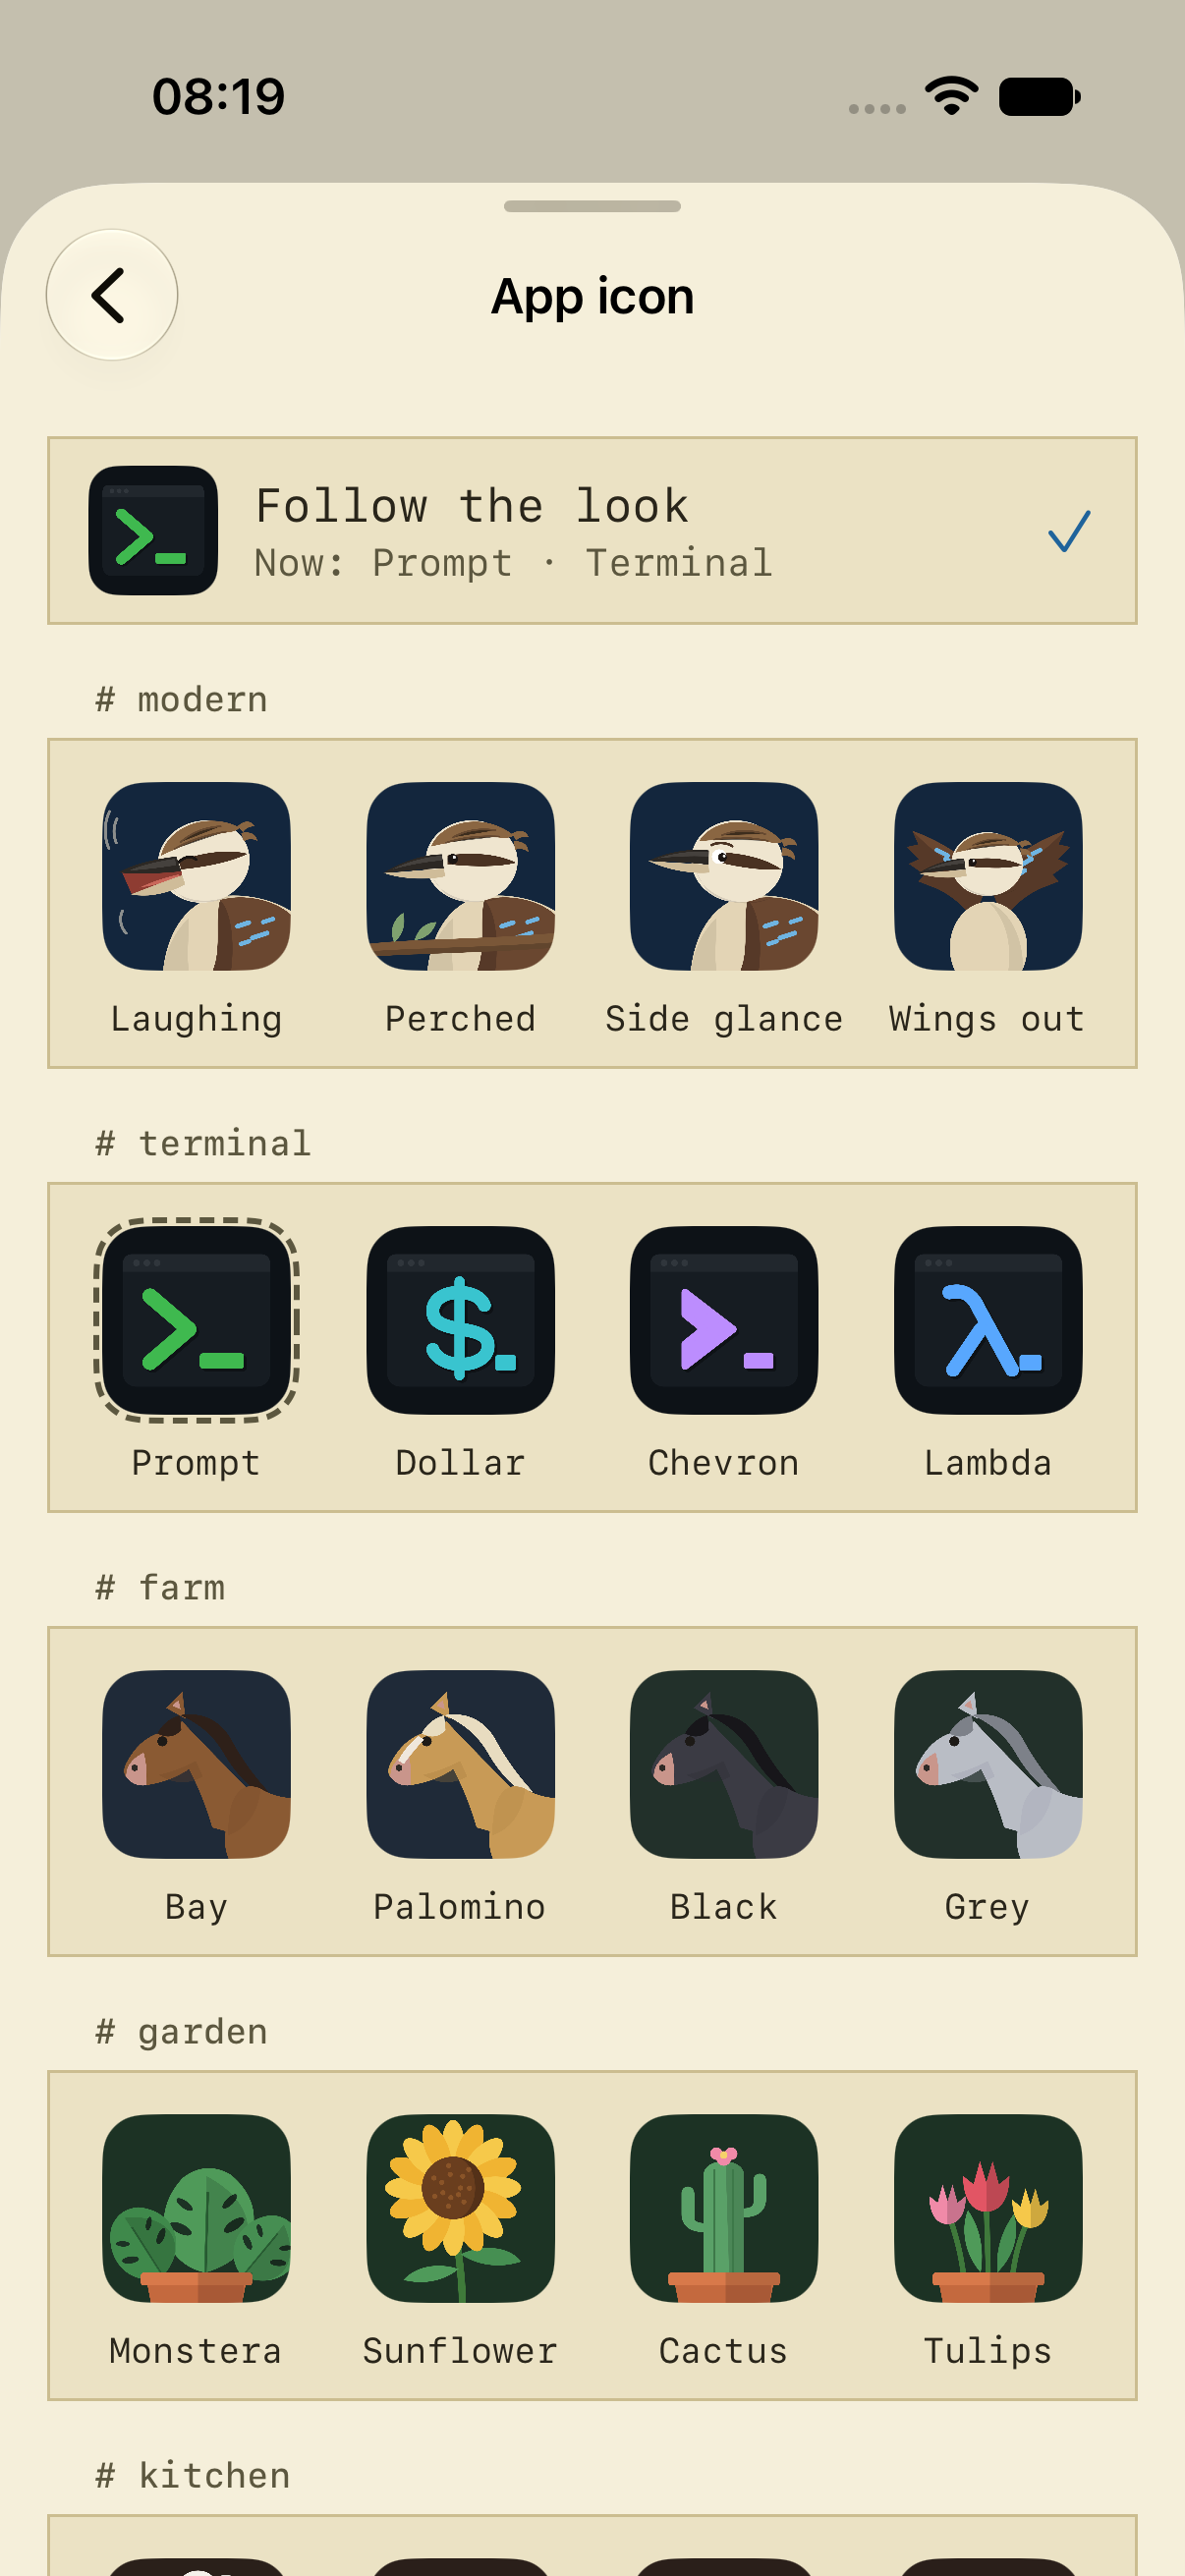 08:19
App icon
Follow the look
Now: Prompt · Terminal
# modern
Laughing Perched Side glance Wings out
# terminal
Prompt Dollar Chevron Lambda
# farm
Bay Palomino Black Grey
# garden
Monstera Sunflower Cactus Tulips
# kitchen